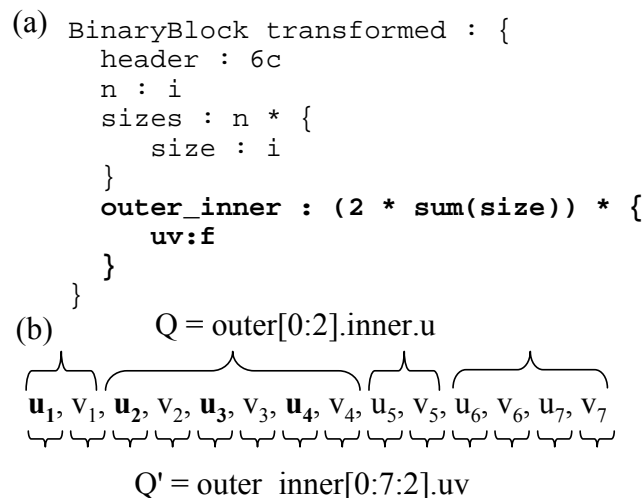 (a) BinaryBlock transformed : {
header : 6c
n : i
sizes : n * {
size : i
}
outer_inner : (2 * sum(size)) * {
uv:f
}
}
(b) Q = outer[0:2].inner.u
u1, v1, u2, v2, u3, v3, u4, v4, u5, v5, u6, v6, u7, v7
Q' = outer_inner[0:7:2].uv